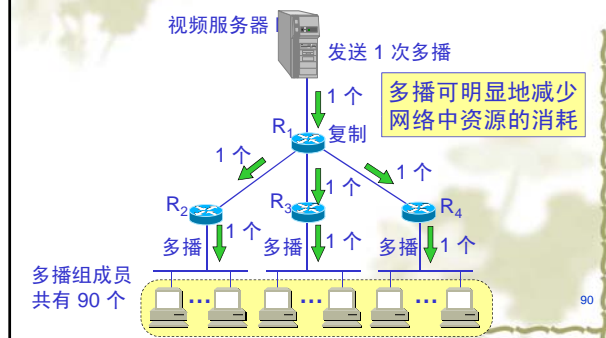 视频服务器
发送 1 次多播
1 个
多播可明显地减少
网络中资源的消耗
R1
复制
1 个
1 个
1 个
R2
R3
R4
多播
1 个
多播
1 个
多播
1 个
多播组成员
共有 90 个
...
...
...
90